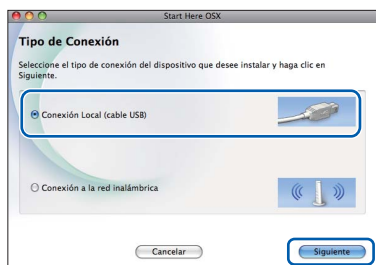 Start Here OSX
Tipo de Conexión
Seleccione el tipo de conexión del dispositivo que desee instalar y haga clic en
Siguiente.
Conexión Local (cable USB)
Conexión a la red inalámbrica
Cancelar
Siguiente